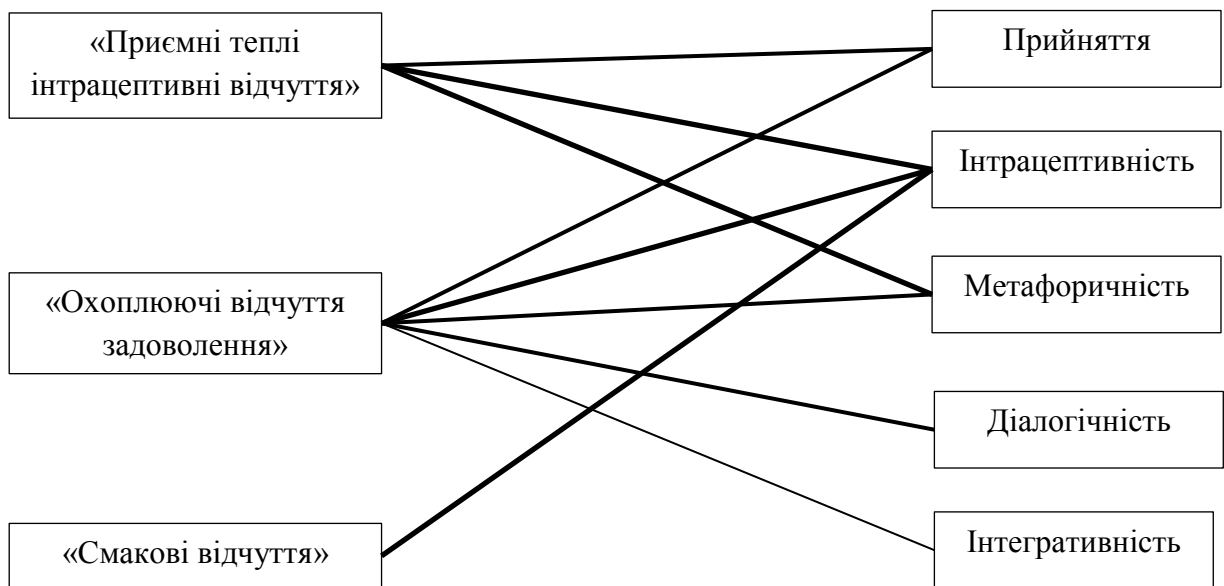 «Приємні теплі
інтрацептивні відчуття»
«Охоплюючі відчуття
задоволення»
«Смакові відчуття»
Прийняття
Інтрацептивність
Метафоричність
Діалогічність
Інтегративність